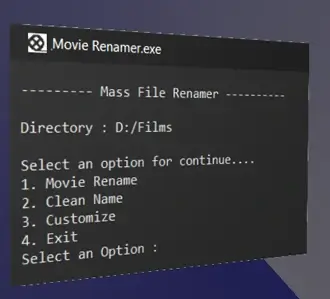 Movie Renamer.exe
--------- Mass File Renamer ---------
Directory : D:/Films
Select an option for continue....
1. Movie Rename
2. Clean Name
3. Customize
4. Exit
Select an Option :